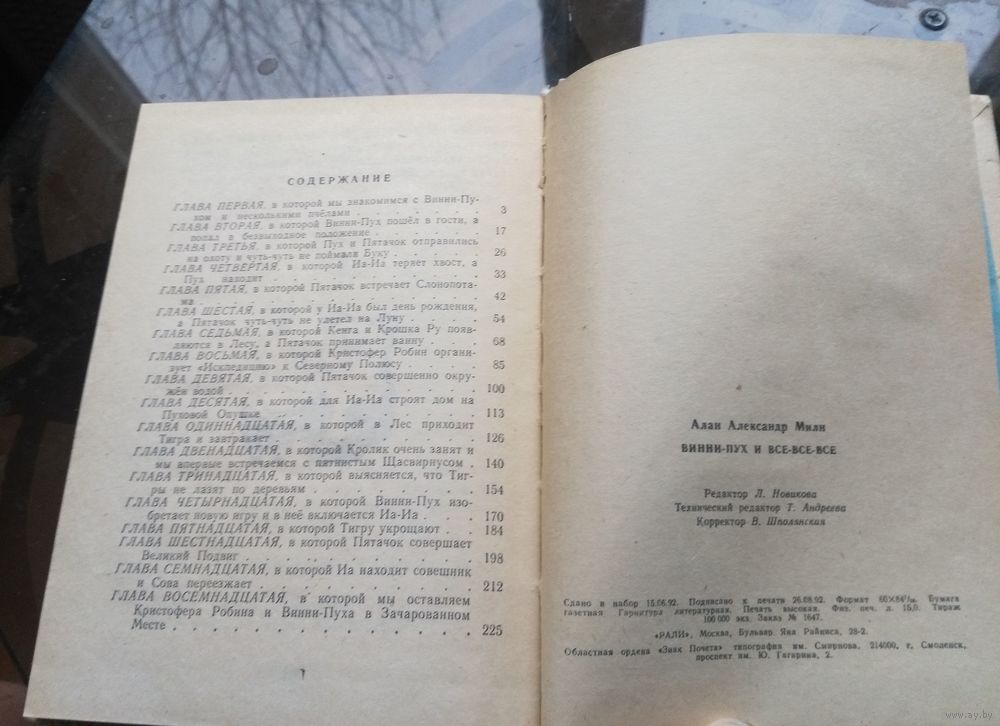 СОДЕРЖАНИЕ
ГЛАВА ПЕРВАЯ, в которой мы знакомимся с Винни-Пу-
хом и несколькими пчёлами . . . . . . . 3
ГЛАВА ВТОРАЯ, в которой Винни-Пух пошёл в гости, а
попал в безвыходное положение . . . . . . 17
ГЛАВА ТРЕТЬЯ, в которой Пух и Пятачок отправились
на охоту и чуть-чуть не поймали Буку . . . . 26
ГЛАВА ЧЕТВЕРТАЯ, в которой Иа-Иа теряет хвост, а
Пух находит . . . . . . . . . . 33
ГЛАВА ПЯТАЯ, в которой Пятачок встречает Слонопота-
ма . . . . . . . . . . . . . 42
ГЛАВА ШЕСТАЯ, в которой у Иа-Иа был день рождения,
а Пятачок чуть-чуть не улетел на Луну . . . . 54
ГЛАВА СЕДЬМАЯ, в которой Кенга и Крошка Ру появ-
ляются в Лесу, а Пятачок принимает ванну . . . 68
ГЛАВА ВОСЬМАЯ, в которой Кристофер Робин органи-
зует «Искпедицию» к Северному Полюсу . . . . 85
ГЛАВА ДЕВЯТАЯ, в которой Пятачок совершенно окру-
жён водой . . . . . . . . . . . 100
ГЛАВА ДЕСЯТАЯ, в которой для Иа-Иа строят дом на
Пуховой Опушке . . . . . . . . . 113
ГЛАВА ОДИННАДЦАТАЯ, в которой в Лес приходит
Тигра и завтракает . . . . . . . . . 126
ГЛАВА ДВЕНАДЦАТАЯ, в которой Кролик очень занят и
мы впервые встречаемся с пятнистым Щасвирнусом . 140
ГЛАВА ТРИНАДЦАТАЯ, в которой выясняется, что Тиг-
ры не лазят по деревьям . . . . . . . 154
ГЛАВА ЧЕТЫРНАДЦАТАЯ, в которой Винни-Пух изо-
бретает новую игру и в неё включается Иа-Иа . . . 170
ГЛАВА ПЯТНАДЦАТАЯ, в которой Тигру укрощают . . 184
ГЛАВА ШЕСТНАДЦАТАЯ, в которой Пятачок совершает
Великий Подвиг . . . . . . . . . . 198
ГЛАВА СЕМНАДЦАТАЯ, в которой Иа находит совешник
и Сова переезжает . . . . . . . . . 212
ГЛАВА ВОСЕМНАДЦАТАЯ, в которой мы оставляем
Кристофера Робина и Винни-Пуха в Зачарованном
Месте . . . . . . . . . . . . . 225
Алан Александр Милн
ВИННИ-ПУХ И ВСЕ-ВСЕ-ВСЕ
Редактор Л. Новикова
Технический редактор Т. Андреева
Корректор В. Шполянская
Сдано в набор 15.06.92. Подписано к печати 26.08.92. Формат 60×84¹/₁₆. Бумага
газетная Гарнитура литературная. Печать высокая. Физ. печ. л. 15,0. Тираж
100 000 экз. Заказ № 1647.
«РАЛИ», Москва, Бульвар Яна Райниса, 28-2.
Областная ордена «Знак Почета» типография им. Смирнова, 214000, г. Смоленск,
проспект им. Ю. Гагарина, 2.
www.ay.by